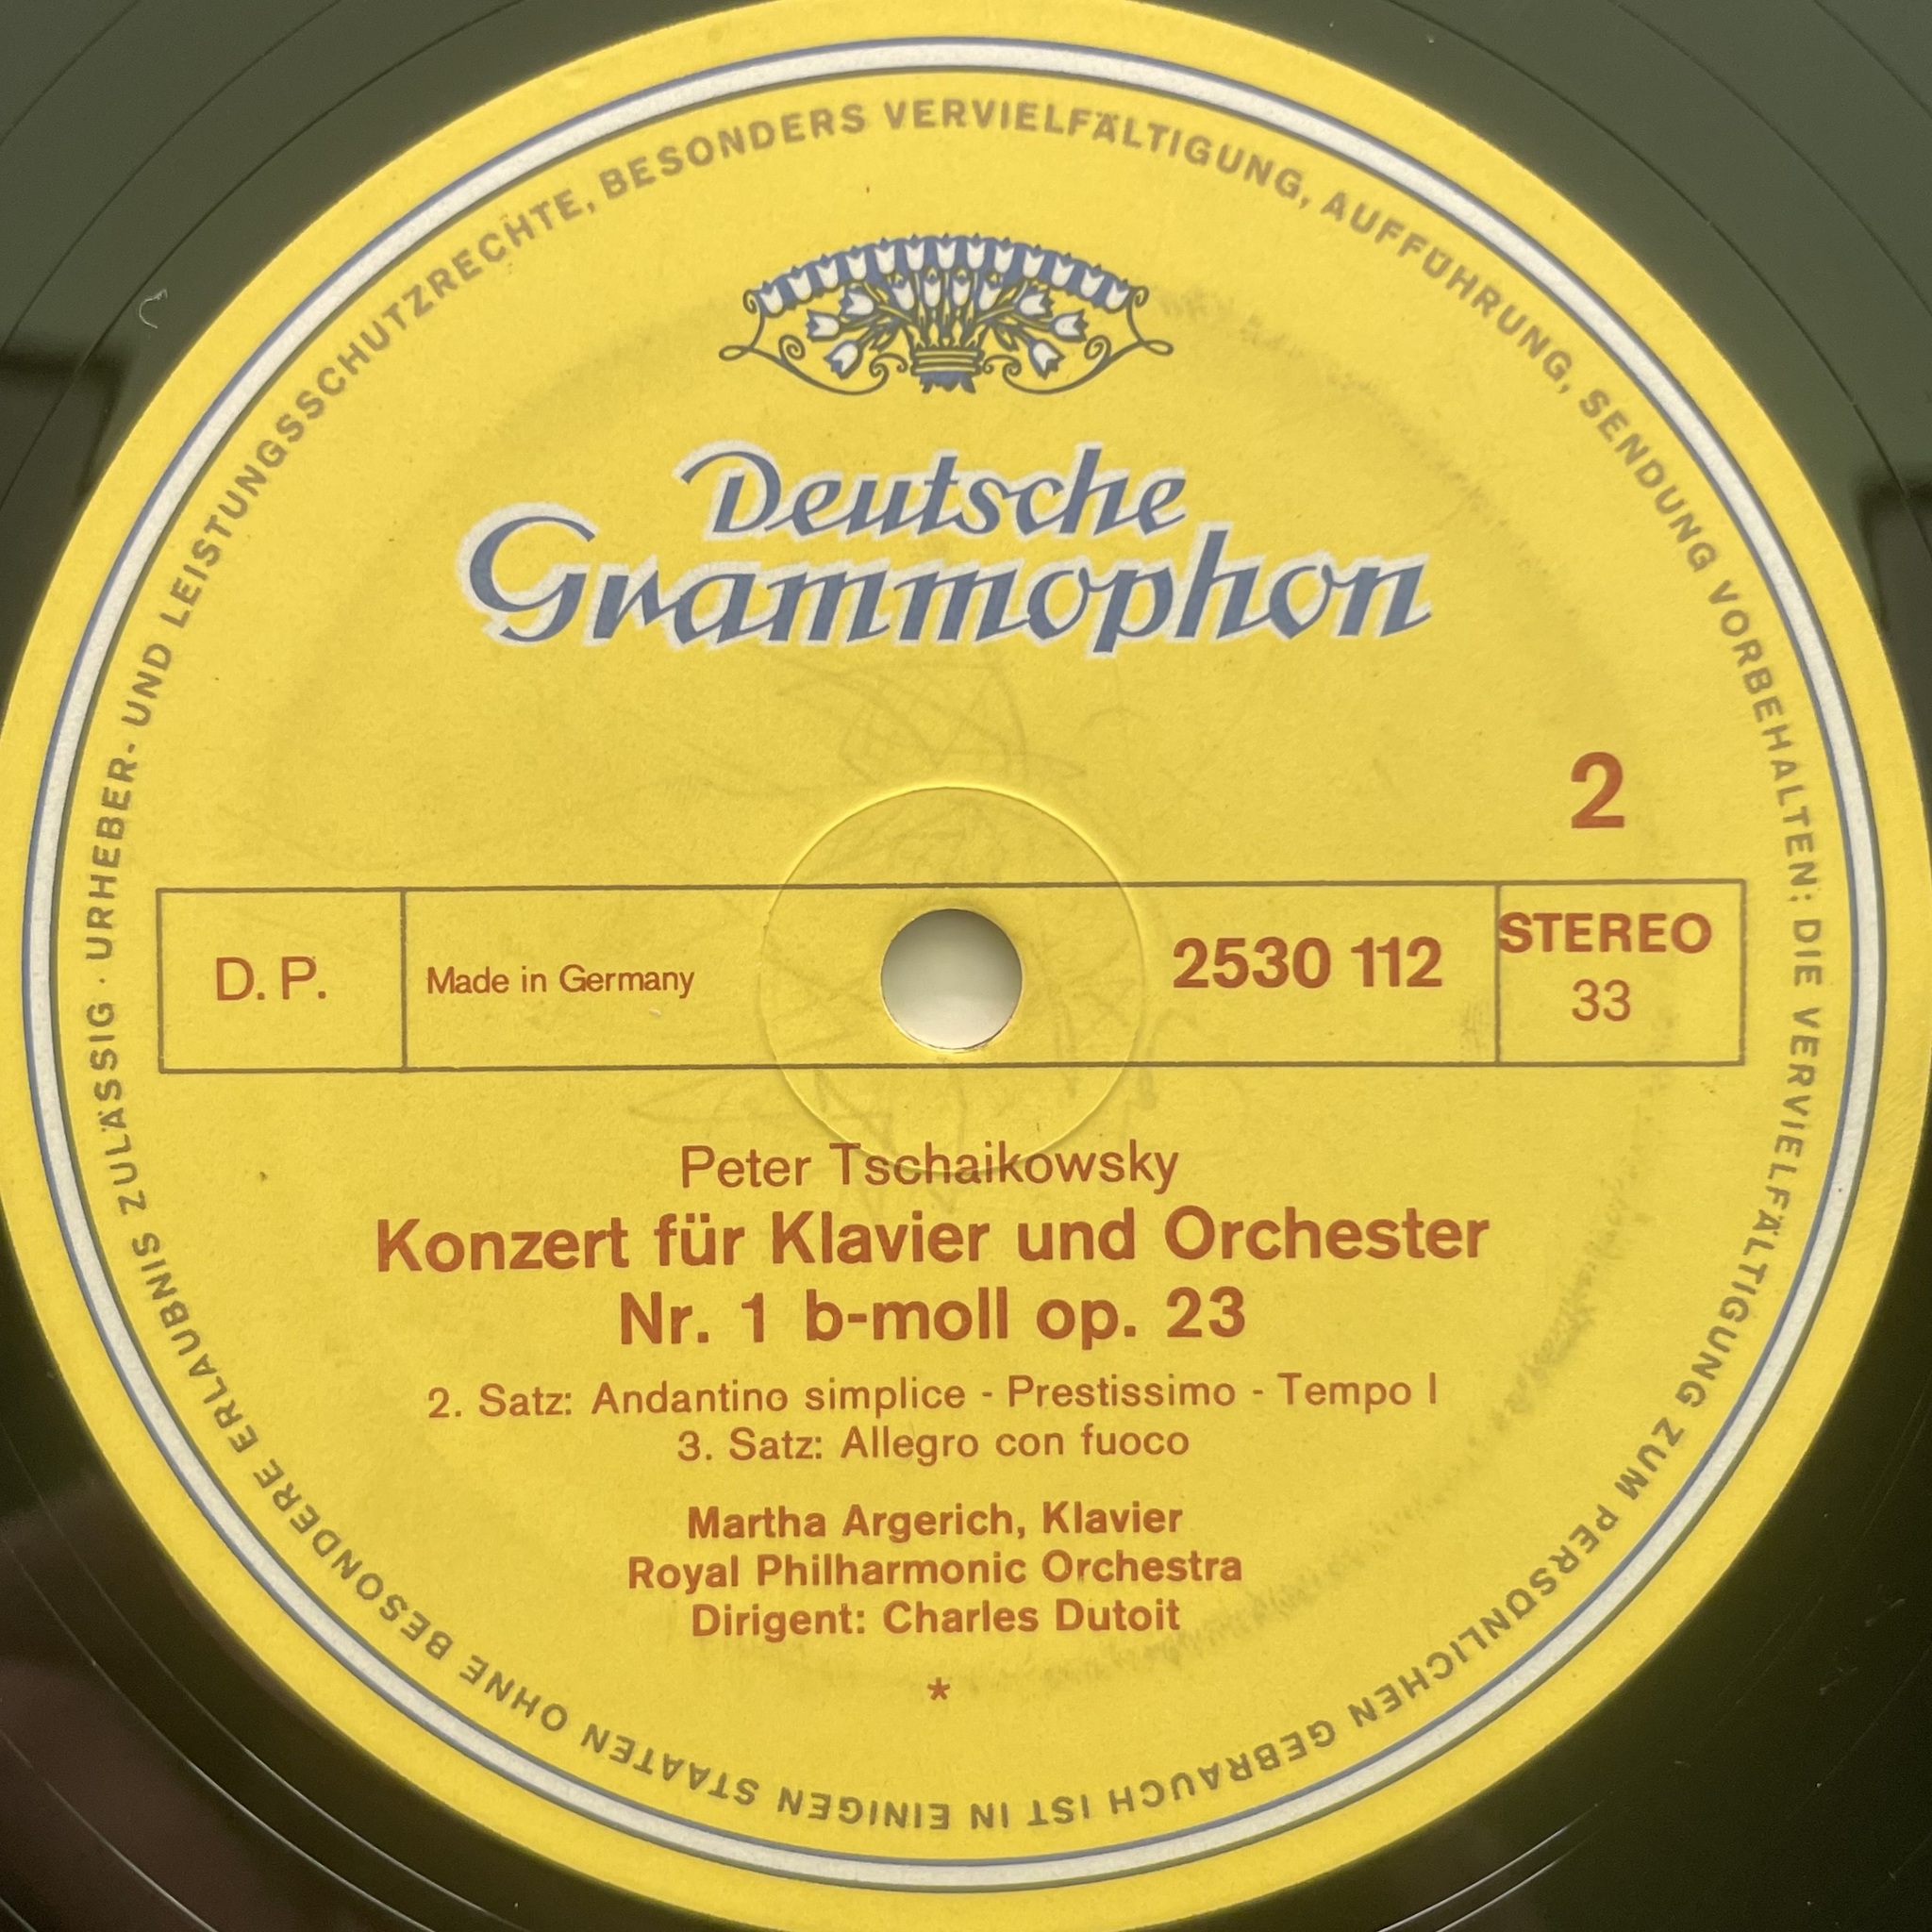 URHEBER- UND LEISTUNGSSCHUTZRECHTE, BESONDERS VERVIELFÄLTIGUNG, AUFFÜHRUNG, SENDUNG VORBEHALTEN; DIE VERVIELFÄLTIGUNG ZUM PERSÖNLICHEN GEBRAUCH IST IN EINIGEN STAATEN OHNE BESONDERE ERLAUBNIS ZULÄSSIG ·
Deutsche
Grammophon
2
D. P.
Made in Germany
2530 112
STEREO
33
Peter Tschaikowsky
Konzert für Klavier und Orchester
Nr. 1 b-moll op. 23
2. Satz: Andantino simplice - Prestissimo - Tempo I
3. Satz: Allegro con fuoco
Martha Argerich, Klavier
Royal Philharmonic Orchestra
Dirigent: Charles Dutoit
*